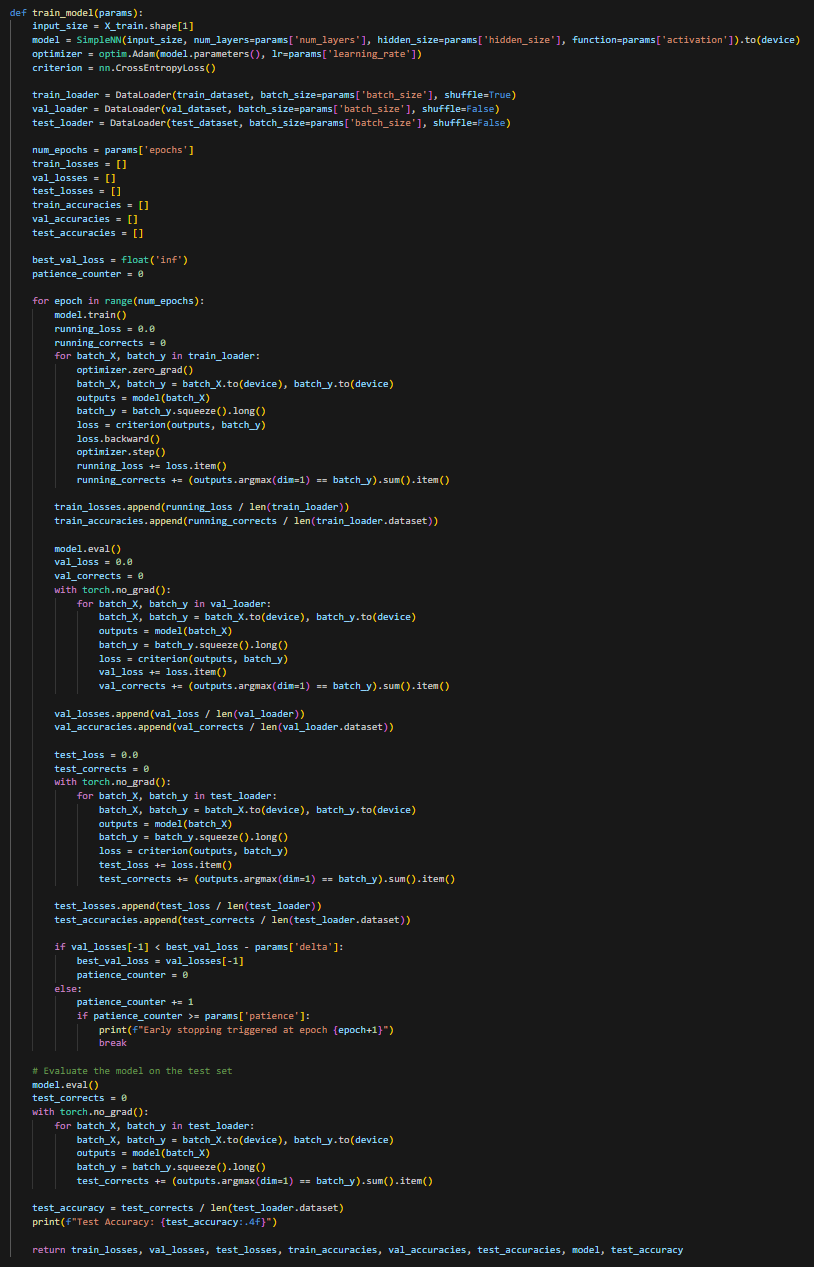 def train_model(params):
    input_size = X_train.shape[1]
    model = SimpleNN(input_size, num_layers=params['num_layers'], hidden_size=params['hidden_size'], function=params['activation']).to(device)
    optimizer = optim.Adam(model.parameters(), lr=params['learning_rate'])
    criterion = nn.CrossEntropyLoss()

    train_loader = DataLoader(train_dataset, batch_size=params['batch_size'], shuffle=True)
    val_loader = DataLoader(val_dataset, batch_size=params['batch_size'], shuffle=False)
    test_loader = DataLoader(test_dataset, batch_size=params['batch_size'], shuffle=False)

    num_epochs = params['epochs']
    train_losses = []
    val_losses = []
    test_losses = []
    train_accuracies = []
    val_accuracies = []
    test_accuracies = []

    best_val_loss = float('inf')
    patience_counter = 0

    for epoch in range(num_epochs):
        model.train()
        running_loss = 0.0
        running_corrects = 0
        for batch_X, batch_y in train_loader:
            optimizer.zero_grad()
            batch_X, batch_y = batch_X.to(device), batch_y.to(device)
            outputs = model(batch_X)
            batch_y = batch_y.squeeze().long()
            loss = criterion(outputs, batch_y)
            loss.backward()
            optimizer.step()
            running_loss += loss.item()
            running_corrects += (outputs.argmax(dim=1) == batch_y).sum().item()

        train_losses.append(running_loss / len(train_loader))
        train_accuracies.append(running_corrects / len(train_loader.dataset))

        model.eval()
        val_loss = 0.0
        val_corrects = 0
        with torch.no_grad():
            for batch_X, batch_y in val_loader:
                batch_X, batch_y = batch_X.to(device), batch_y.to(device)
                outputs = model(batch_X)
                batch_y = batch_y.squeeze().long()
                loss = criterion(outputs, batch_y)
                val_loss += loss.item()
                val_corrects += (outputs.argmax(dim=1) == batch_y).sum().item()

        val_losses.append(val_loss / len(val_loader))
        val_accuracies.append(val_corrects / len(val_loader.dataset))

        test_loss = 0.0
        test_corrects = 0
        with torch.no_grad():
            for batch_X, batch_y in test_loader:
                batch_X, batch_y = batch_X.to(device), batch_y.to(device)
                outputs = model(batch_X)
                batch_y = batch_y.squeeze().long()
                loss = criterion(outputs, batch_y)
                test_loss += loss.item()
                test_corrects += (outputs.argmax(dim=1) == batch_y).sum().item()

        test_losses.append(test_loss / len(test_loader))
        test_accuracies.append(test_corrects / len(test_loader.dataset))

        if val_losses[-1] < best_val_loss - params['delta']:
            best_val_loss = val_losses[-1]
            patience_counter = 0
        else:
            patience_counter += 1
            if patience_counter >= params['patience']:
                print(f"Early stopping triggered at epoch {epoch+1}")
                break

    # Evaluate the model on the test set
    model.eval()
    test_corrects = 0
    with torch.no_grad():
        for batch_X, batch_y in test_loader:
            batch_X, batch_y = batch_X.to(device), batch_y.to(device)
            outputs = model(batch_X)
            batch_y = batch_y.squeeze().long()
            test_corrects += (outputs.argmax(dim=1) == batch_y).sum().item()

    test_accuracy = test_corrects / len(test_loader.dataset)
    print(f"Test Accuracy: {test_accuracy:.4f}")

    return train_losses, val_losses, test_losses, train_accuracies, val_accuracies, test_accuracies, model, test_accuracy